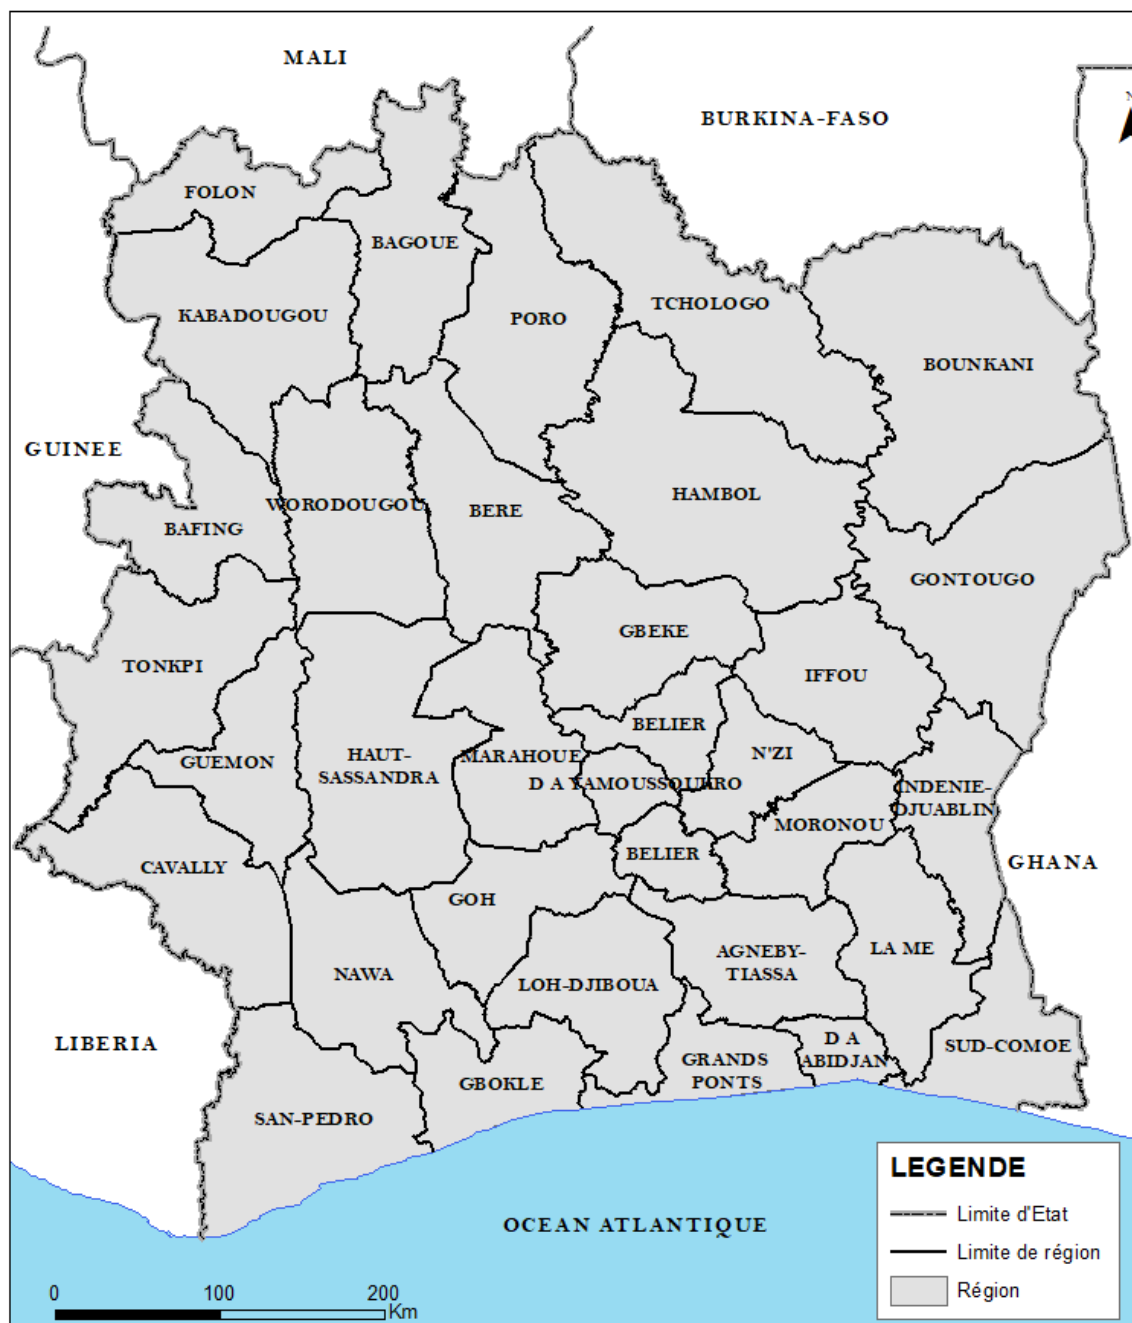 MALI
BURKINA-FASO
N
FOLON
BAGOUE
TCHOLOGO
KABADOUGOU
PORO
BOUNKANI
GUINEE
HAMBOL
WORODOUGOU
BERE
BAFING
GONTOUGO
GBEKE
TONKPI
IFFOU
BELIER
HAUT-
SASSANDRA
MARAHOUE
N'ZI
GUEMON
D A YAMOUSSOUKRO
INDENIE-
DJUABLIN
MORONOU
BELIER
CAVALLY
GHANA
GOH
LA ME
AGNEBY-
TIASSA
NAWA
LOH-DJIBOUA
LIBERIA
D A
ABIDJAN
SUD-COMOE
GRANDS
PONTS
GBOKLE
SAN-PEDRO
OCEAN ATLANTIQUE
LEGENDE
Limite d'Etat
Limite de région
Région
0 100 200
Km